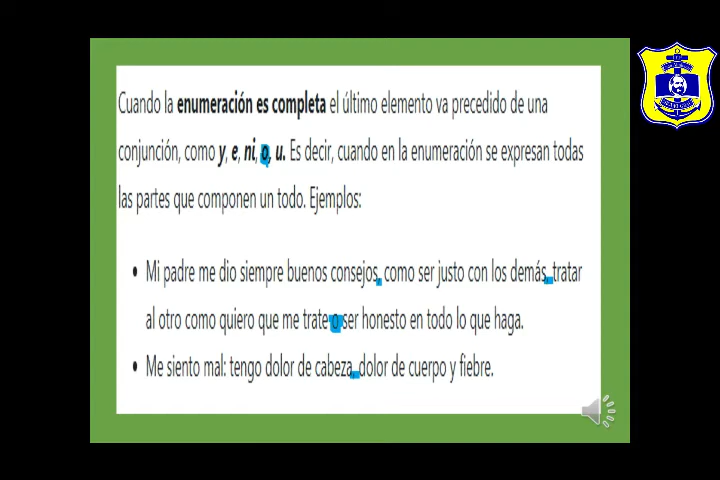 Cuando la enumeración es completa el último elemento va precedido de una
conjunción, como y, e, ni, o, u. Es decir, cuando en la enumeración se expresan todas
las partes que componen un todo. Ejemplos:
• Mi padre me dio siempre buenos consejos, como ser justo con los demás, tratar
al otro como quiero que me trate o ser honesto en todo lo que haga.
• Me siento mal: tengo dolor de cabeza, dolor de cuerpo y fiebre.